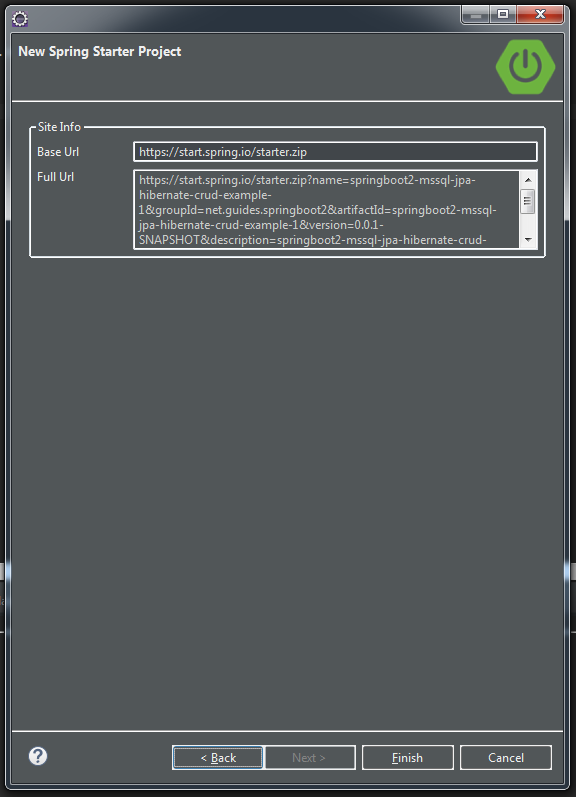 New Spring Starter Project
Site Info
Base Url
https://start.spring.io/starter.zip
Full Url
https://start.spring.io/starter.zip?name=springboot2-mssql-jpa-
hibernate-crud-example-
1&groupId=net.guides.springboot2&artifactId=springboot2-mssql-
jpa-hibernate-crud-example-1&version=0.0.1-
SNAPSHOT&description=springboot2-mssql-jpa-hibernate-crud-
?
< Back
Next >
Finish
Cancel